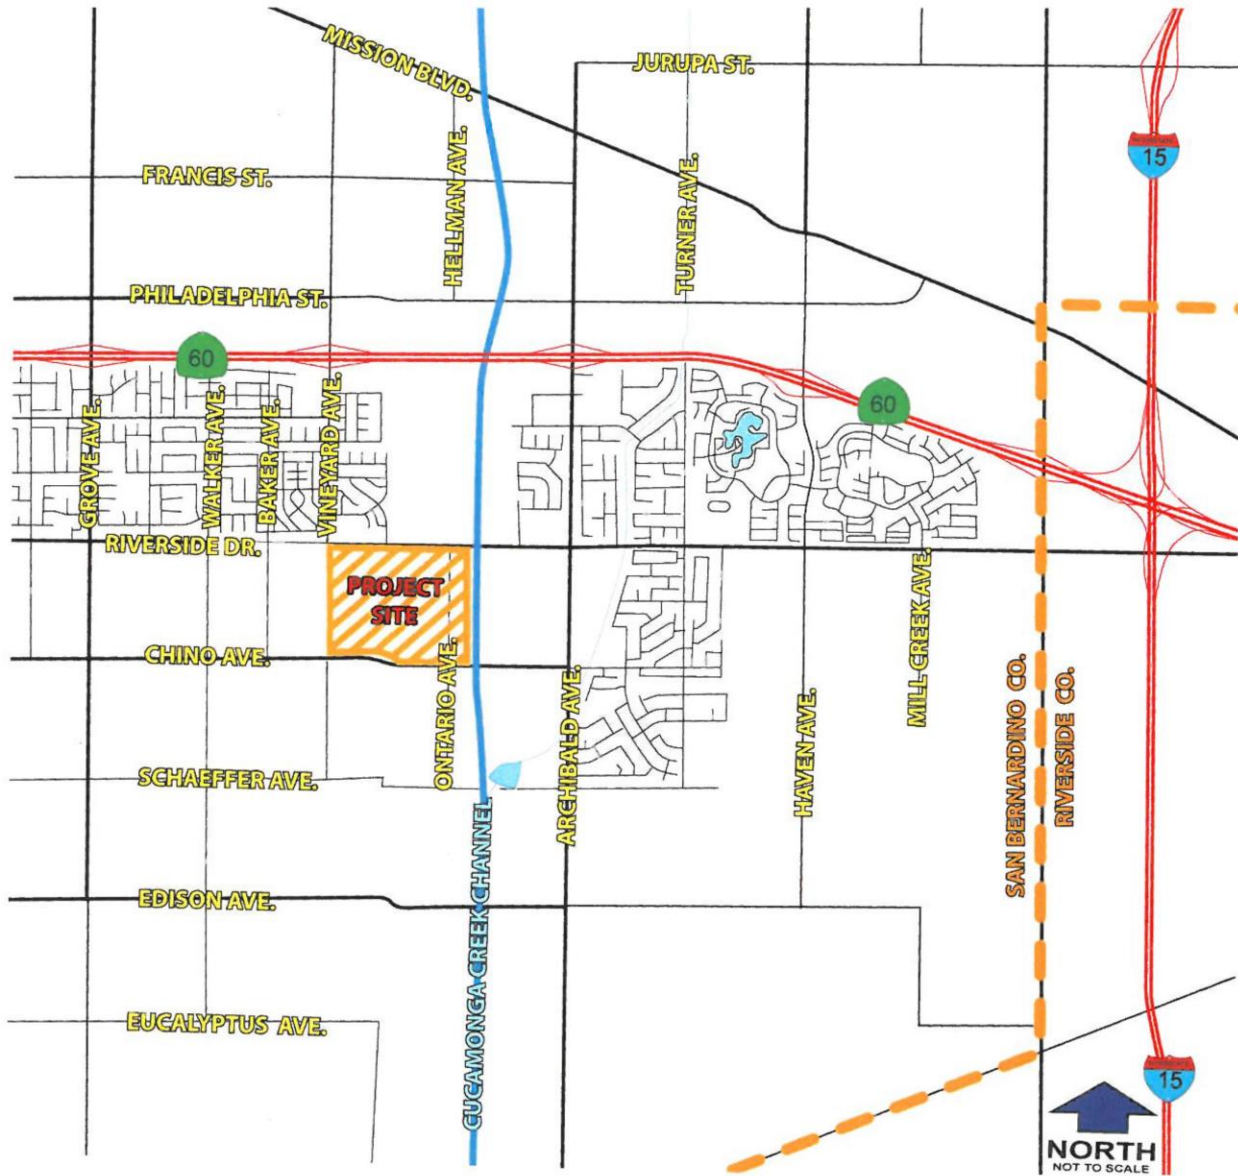 MISSION BLVD.
JURUPA ST.
15
FRANCIS ST.
HELLMAN AVE.
TURNER AVE.
PHILADELPHIA ST.
60
60
GROVE AVE.
WALKER AVE.
BAKER AVE.
VINEYARD AVE.
RIVERSIDE DR.
PROJECT
SITE
CHINO AVE.
ONTARIO AVE.
ARCHIBALD AVE.
HAVEN AVE.
MILL CREEK AVE.
SAN BERNARDINO CO.
RIVERSIDE CO.
SCHAEFFER AVE.
CUCAMONGA CREEK CHANNEL
EDISON AVE.
EUCALYPTUS AVE.
15
NORTH
NOT TO SCALE